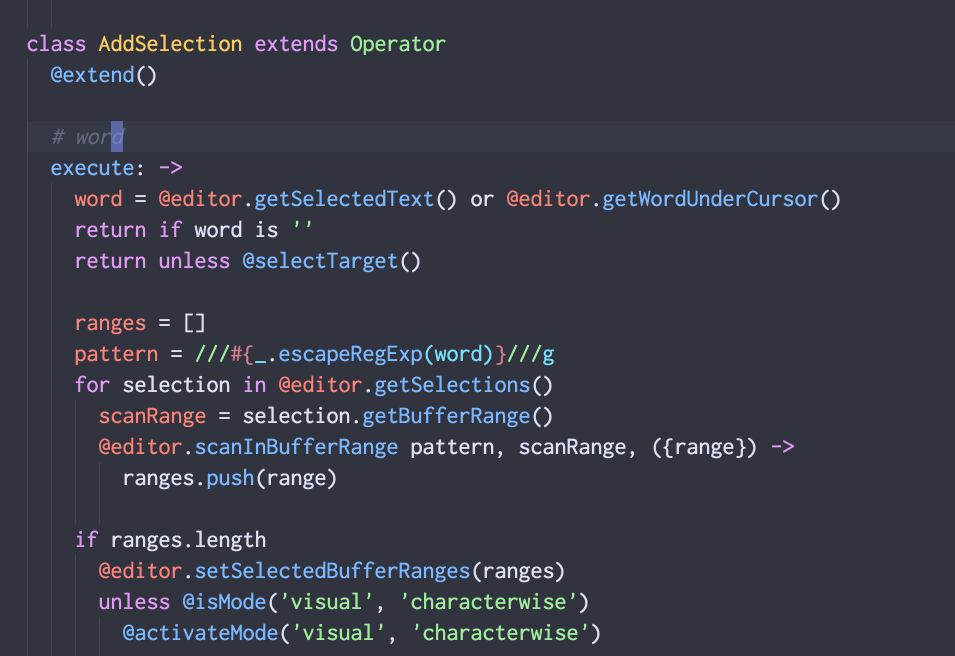 class AddSelection extends Operator
  @extend()

  # word
  execute: ->
    word = @editor.getSelectedText() or @editor.getWordUnderCursor()
    return if word is ''
    return unless @selectTarget()

    ranges = []
    pattern = ///#{_.escapeRegExp(word)}///g
    for selection in @editor.getSelections()
      scanRange = selection.getBufferRange()
      @editor.scanInBufferRange pattern, scanRange, ({range}) ->
        ranges.push(range)

    if ranges.length
      @editor.setSelectedBufferRanges(ranges)
      unless @isMode('visual', 'characterwise')
        @activateMode('visual', 'characterwise')